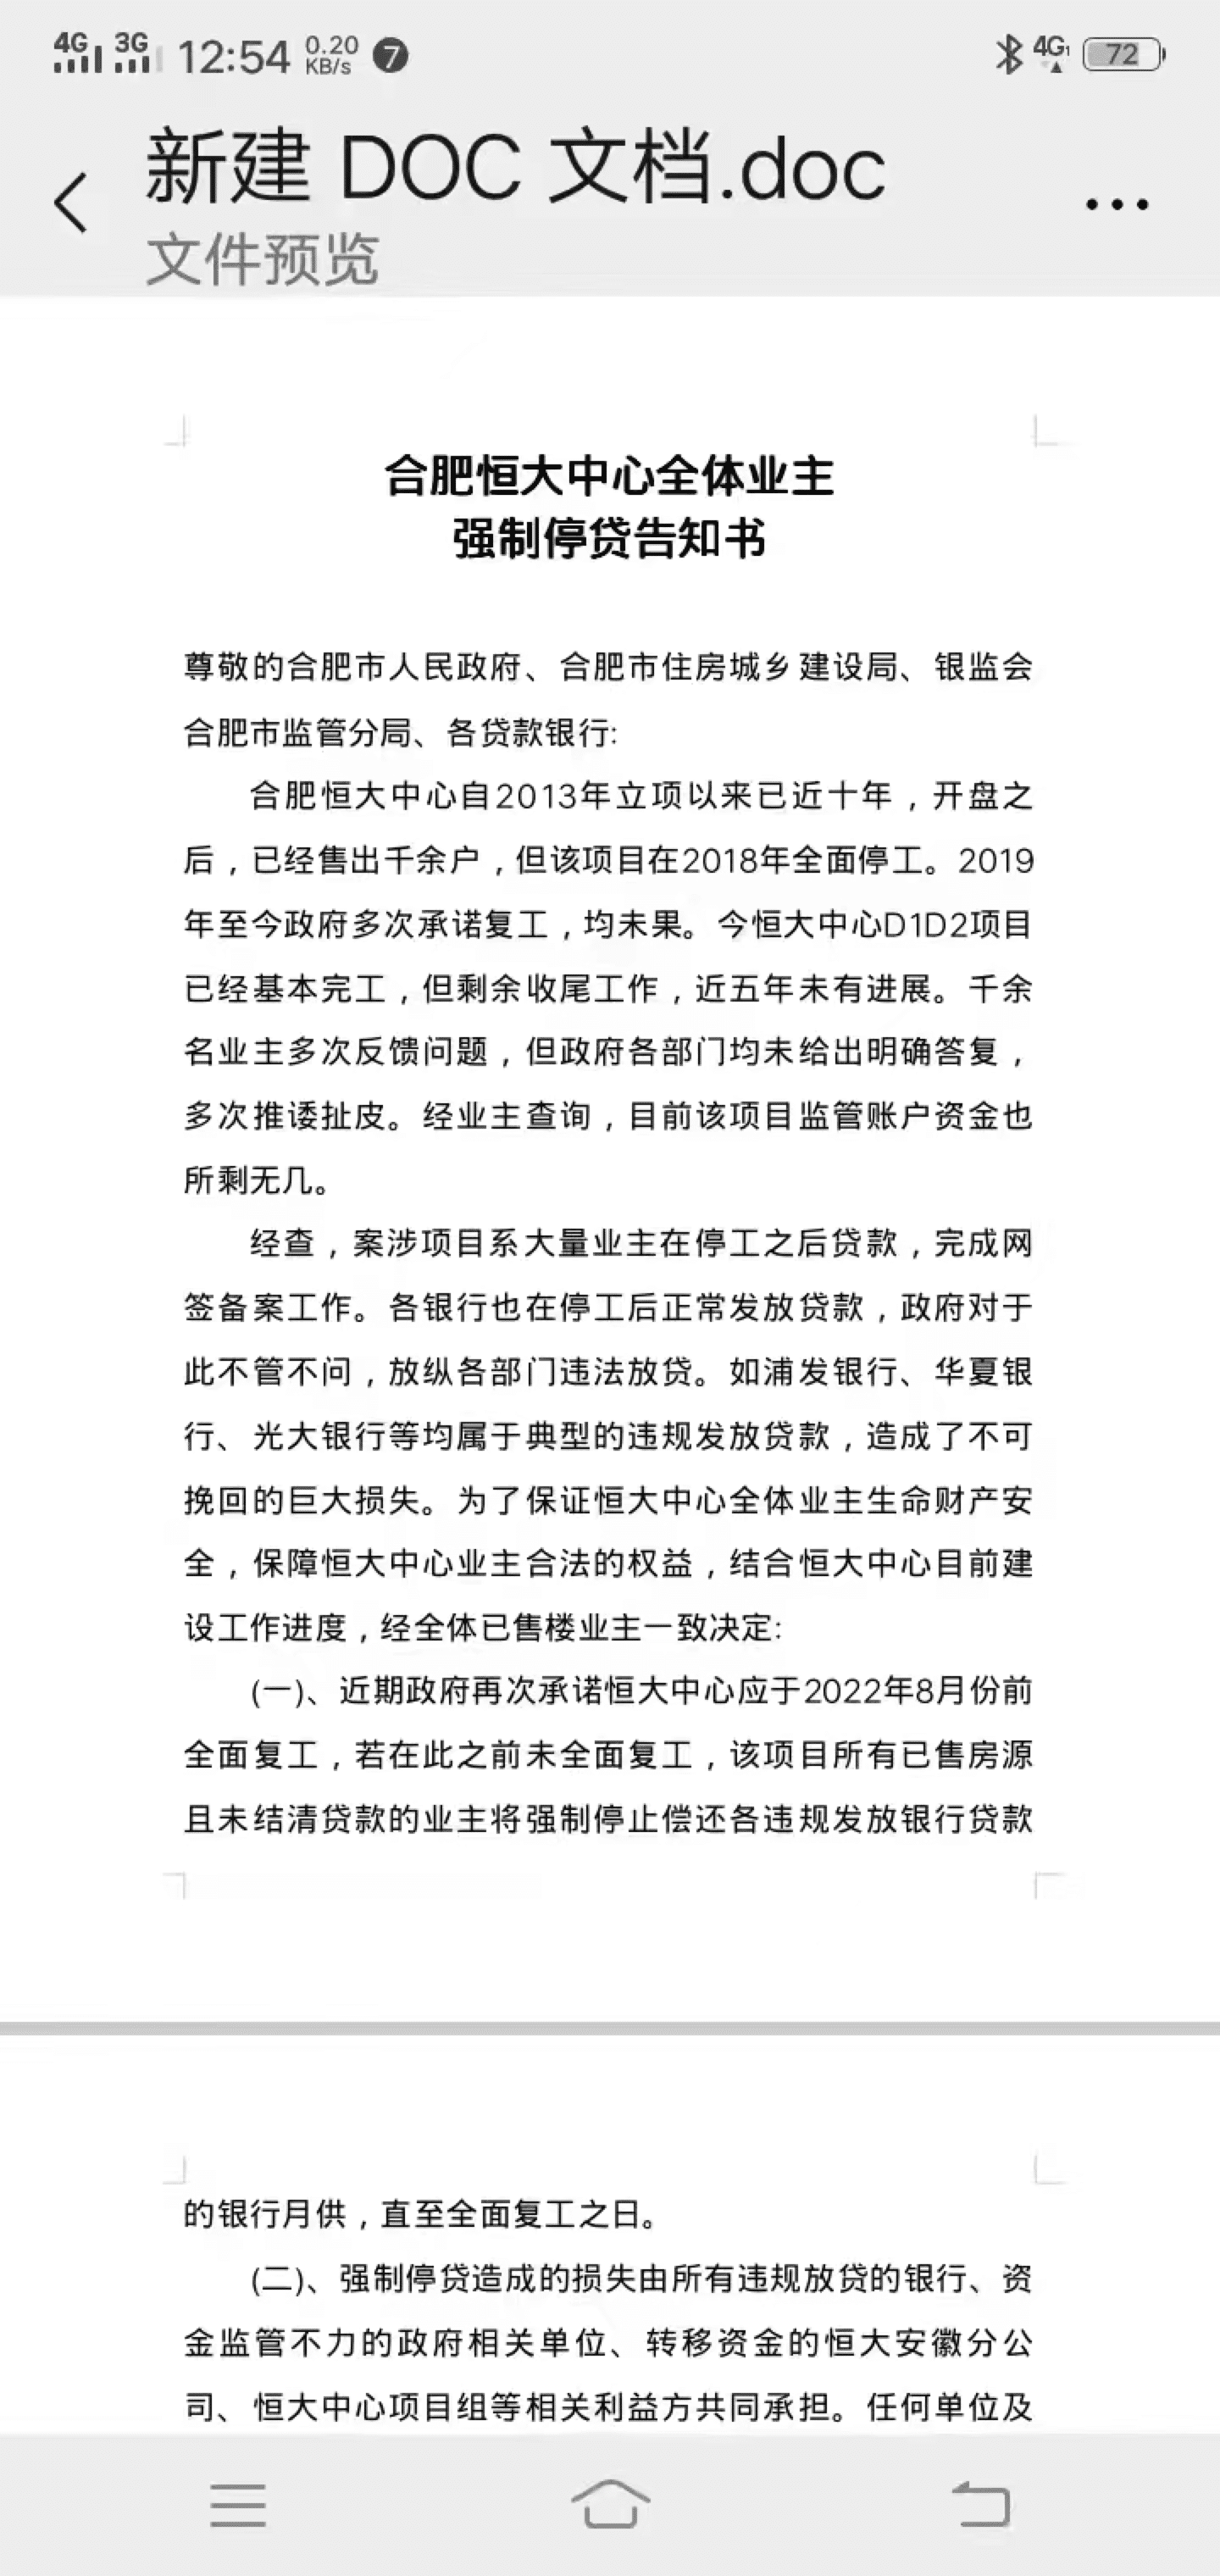 4G 3G 12:54 0.20 KB/s 7 4G 72
新建 DOC 文档.doc
文件预览
合肥恒大中心全体业主
强制停贷告知书
尊敬的合肥市人民政府、合肥市住房城乡建设局、银监会
合肥市监管分局、各贷款银行:
合肥恒大中心自2013年立项以来已近十年，开盘之
后，已经售出千余户，但该项目在2018年全面停工。2019
年至今政府多次承诺复工，均未果。今恒大中心D1D2项目
已经基本完工，但剩余收尾工作，近五年未有进展。千余
名业主多次反馈问题，但政府各部门均未给出明确答复，
多次推诿扯皮。经业主查询，目前该项目监管账户资金也
所剩无几。
经查，案涉项目系大量业主在停工之后贷款，完成网
签备案工作。各银行也在停工后正常发放贷款，政府对于
此不管不问，放纵各部门违法放贷。如浦发银行、华夏银
行、光大银行等均属于典型的违规发放贷款，造成了不可
挽回的巨大损失。为了保证恒大中心全体业主生命财产安
全，保障恒大中心业主合法的权益，结合恒大中心目前建
设工作进度，经全体已售楼业主一致决定:
(一)、近期政府再次承诺恒大中心应于2022年8月份前
全面复工，若在此之前未全面复工，该项目所有已售房源
且未结清贷款的业主将强制停止偿还各违规发放银行贷款
的银行月供，直至全面复工之日。
(二)、强制停贷造成的损失由所有违规放贷的银行、资
金监管不力的政府相关单位、转移资金的恒大安徽分公
司、恒大中心项目组等相关利益方共同承担。任何单位及